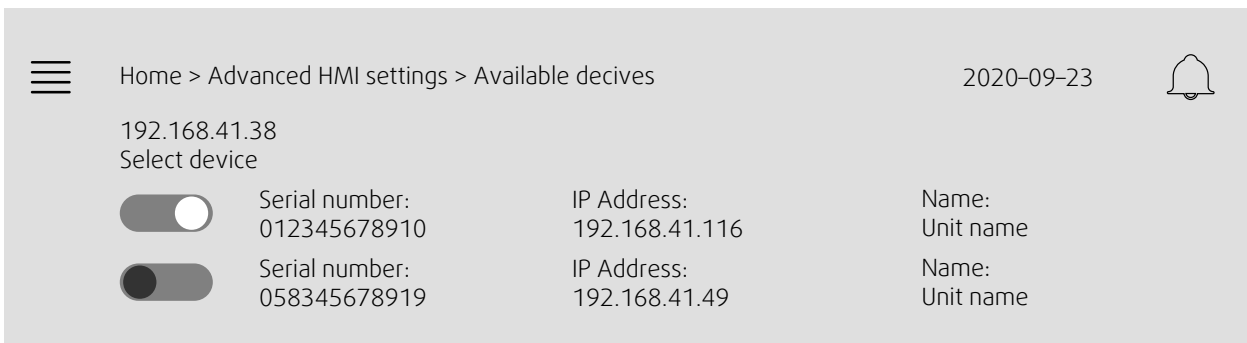 Home > Advanced HMI settings > Available decives 2020-09-23
192.168.41.38
Select device
Serial number: IP Address: Name:
012345678910 192.168.41.116 Unit name
Serial number: IP Address: Name:
058345678919 192.168.41.49 Unit name